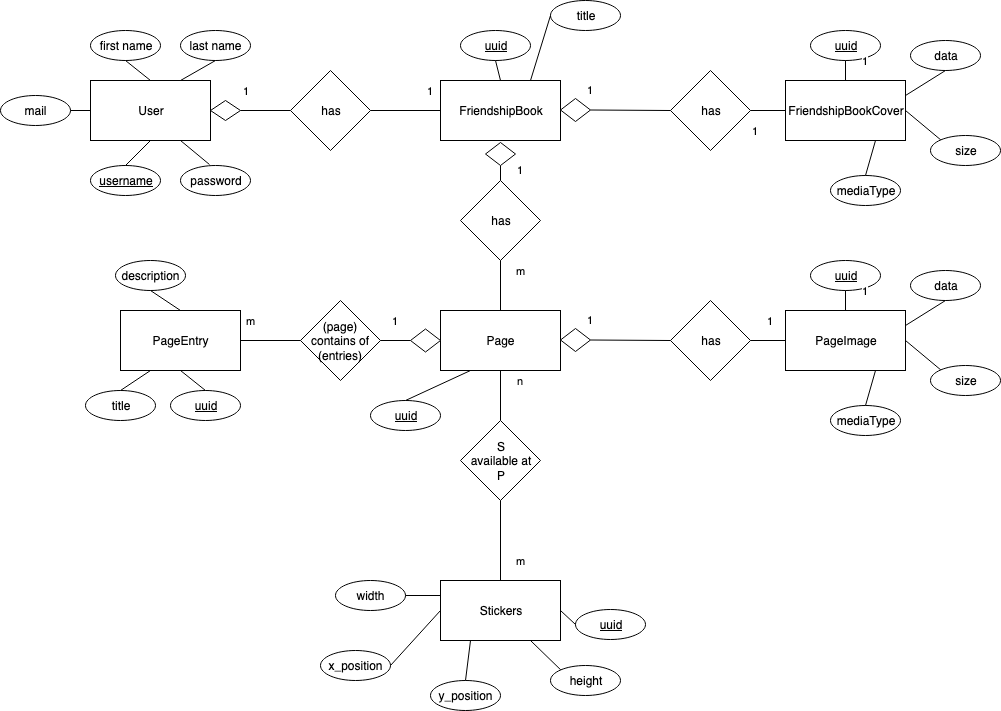 title
first name
last name
uuid
uuid
1
data
1
1
1
mail
User
has
FriendshipBook
has
FriendshipBookCover
1
size
username
password
1
mediaType
has
m
description
uuid
1
data
m
(page)
contains of
(entries)
1
1
1
PageEntry
Page
has
PageImage
n
size
title
uuid
uuid
mediaType
S
available at
P
m
width
Stickers
uuid
x_position
height
y_position